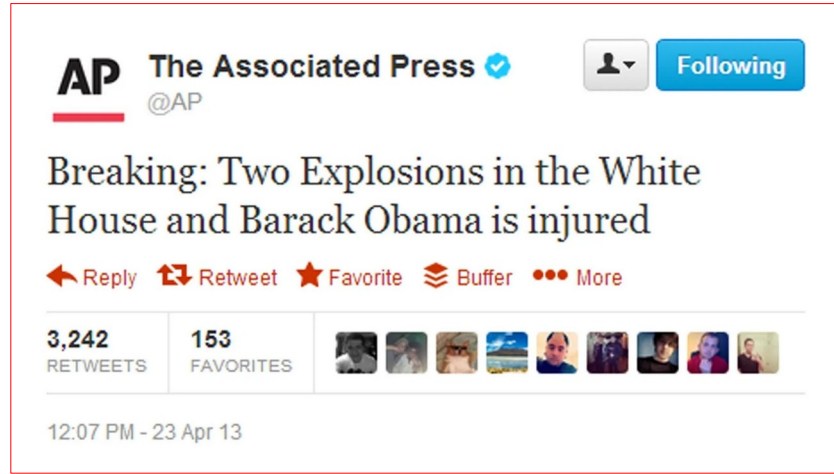 AP The Associated Press Following
@AP
Breaking: Two Explosions in the White
House and Barack Obama is injured
Reply Retweet Favorite Buffer More
3,242 153
RETWEETS FAVORITES
12:07 PM - 23 Apr 13